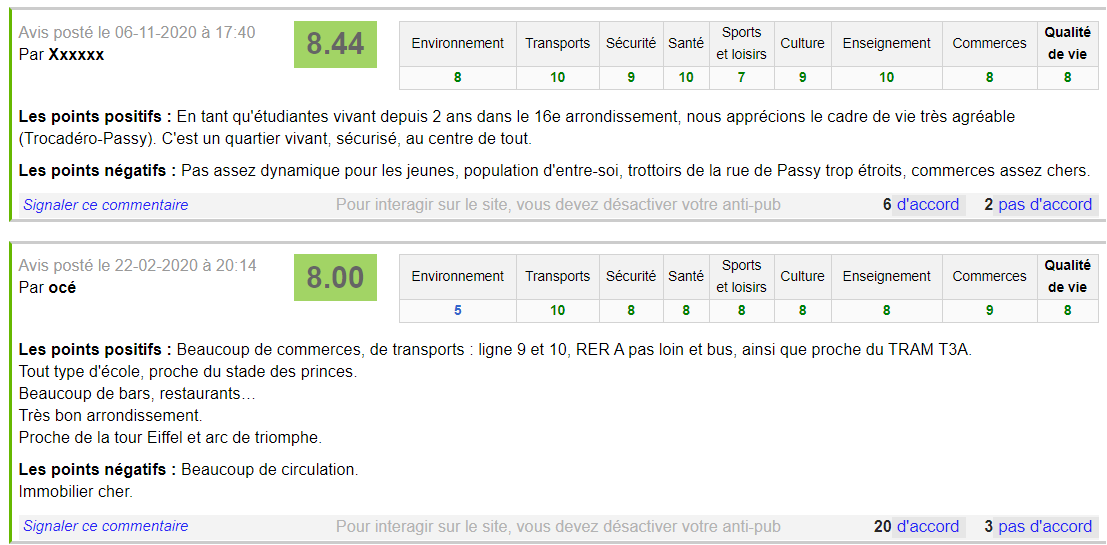 Avis posté le 06-11-2020 à 17:40
Par Xxxxxx
8.44
Environnement Transports Sécurité Santé Sports et loisirs Culture Enseignement Commerces Qualité de vie
8 10 9 10 7 9 10 8 8
Les points positifs : En tant qu'étudiantes vivant depuis 2 ans dans le 16e arrondissement, nous apprécions le cadre de vie très agréable
(Trocadéro-Passy). C'est un quartier vivant, sécurisé, au centre de tout.
Les points négatifs : Pas assez dynamique pour les jeunes, population d'entre-soi, trottoirs de la rue de Passy trop étroits, commerces assez chers.
Signaler ce commentaire Pour interagir sur le site, vous devez désactiver votre anti-pub 6 d'accord 2 pas d'accord
Avis posté le 22-02-2020 à 20:14
Par océ
8.00
Environnement Transports Sécurité Santé Sports et loisirs Culture Enseignement Commerces Qualité de vie
5 10 8 8 8 8 8 9 8
Les points positifs : Beaucoup de commerces, de transports : ligne 9 et 10, RER A pas loin et bus, ainsi que proche du TRAM T3A.
Tout type d'école, proche du stade des princes.
Beaucoup de bars, restaurants…
Très bon arrondissement.
Proche de la tour Eiffel et arc de triomphe.
Les points négatifs : Beaucoup de circulation.
Immobilier cher.
Signaler ce commentaire Pour interagir sur le site, vous devez désactiver votre anti-pub 20 d'accord 3 pas d'accord